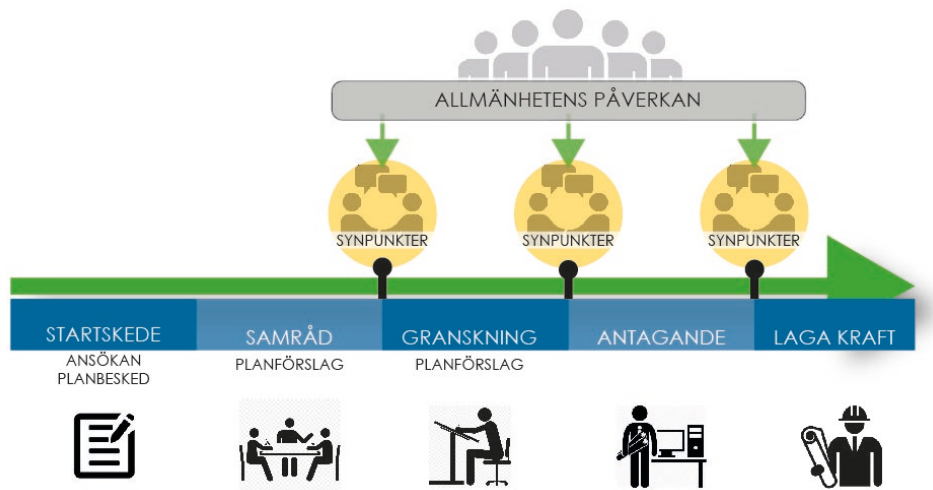 ALLMÄNHETENS PÅVERKAN
SYNPUNKTER
SYNPUNKTER
SYNPUNKTER
STARTSKEDE
SAMRÅD
GRANSKNING
ANTAGANDE
LAGA KRAFT
ANSÖKAN
PLANBESKED
PLANFÖRSLAG
PLANFÖRSLAG